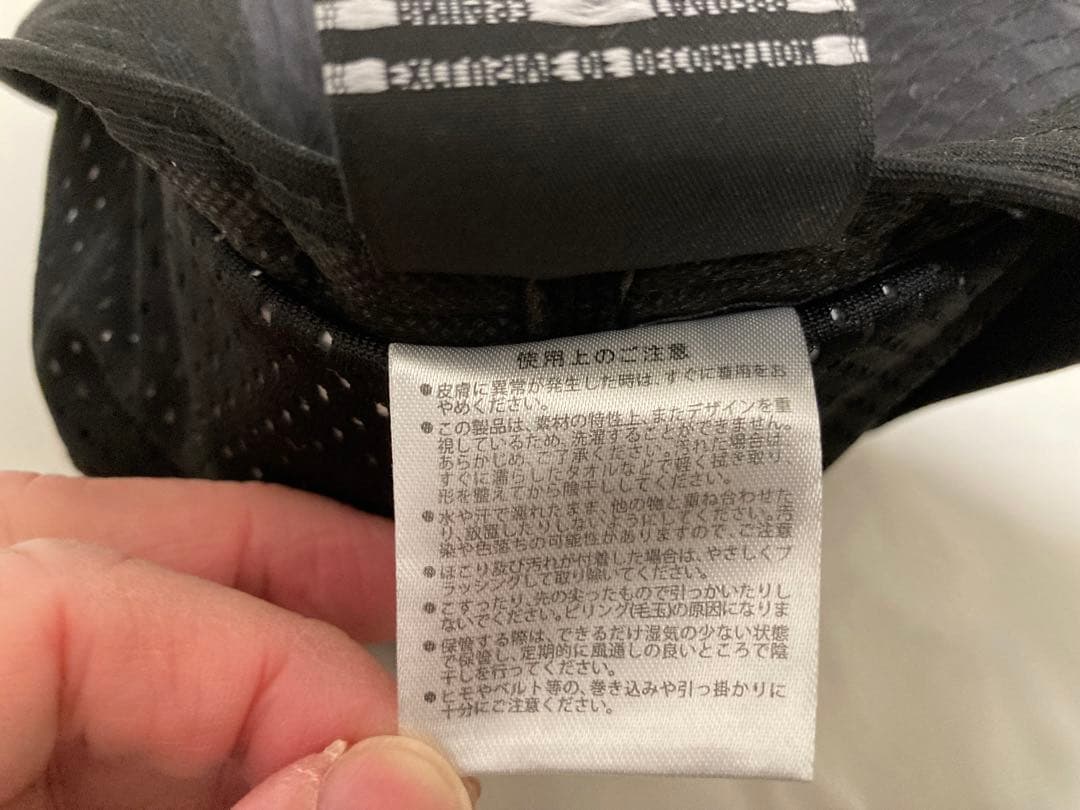 OF DECORATION
使用上のご注意
●皮膚に異常が発生した時は、すぐに着用をお
やめください。
●この製品は、素材の特性上、またデザインを重
視しているため、洗濯することができません。
あらかじめ、ご了承ください。汚れた場合は、
すぐに濡らしたタオルなどで軽く拭き取り、
形を整えてから陰干ししてください。
●水や汗で濡れたまま、他の物と重ね合わせた
り、放置したりしないようにしてください。汚
染や色落ちの可能性がありますので、ご注意
●ほこり及び汚れが付着した場合は、やさしくブ
ラッシングして取り除いてください。
●こすったり、先の尖ったもので引っかいたりし
ないでください。ピリング(毛玉)の原因になりま
●保管する際は、できるだけ湿気の少ない状態
で保管し、定期的に風通しの良いところで陰
干しを行ってください。
●ヒモやベルト等の、巻き込みや引っ掛かりに
十分にご注意ください。